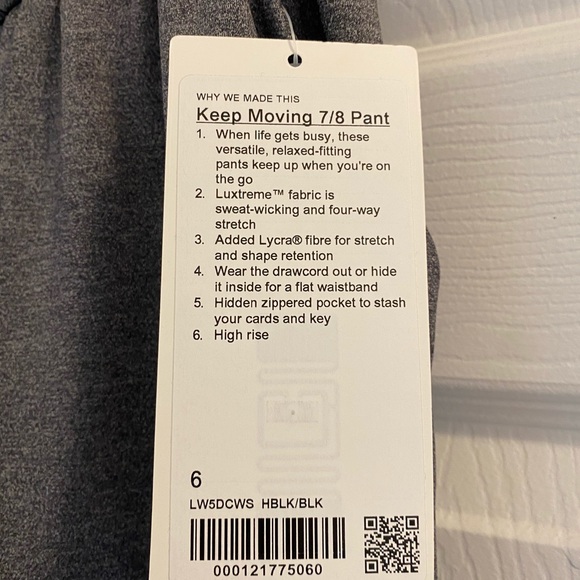 WHY WE MADE THIS
Keep Moving 7/8 Pant
1. When life gets busy, these
versatile, relaxed-fitting
pants keep up when you're on
the go
2. Luxtreme™ fabric is
sweat-wicking and four-way
stretch
3. Added Lycra® fibre for stretch
and shape retention
4. Wear the drawcord out or hide
it inside for a flat waistband
5. Hidden zippered pocket to stash
your cards and key
6. High rise
6
LW5DCWS HBLK/BLK
000121775060